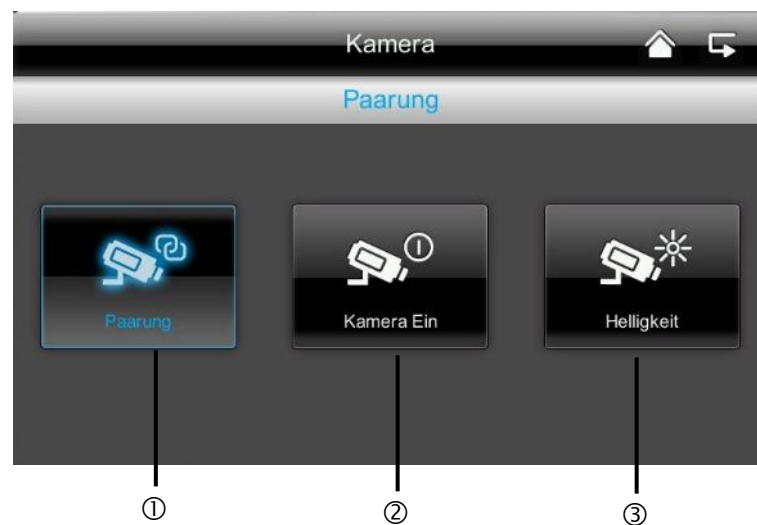 Kamera
Paarung
Paarung Kamera Ein Helligkeit
① ② ③